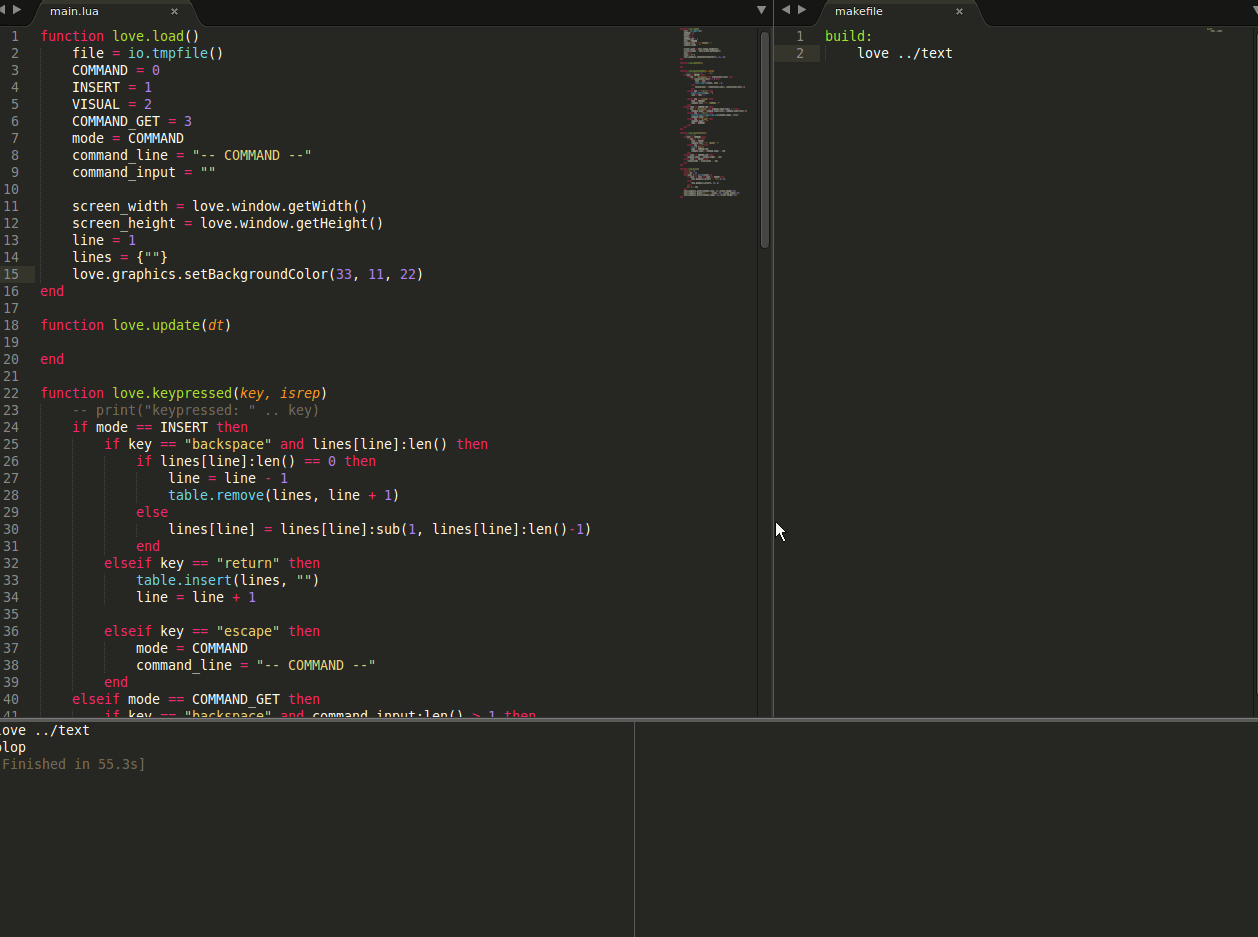 main.lua ×
1 function love.load()
2     file = io.tmpfile()
3     COMMAND = 0
4     INSERT = 1
5     VISUAL = 2
6     COMMAND_GET = 3
7     mode = COMMAND
8     command_line = "-- COMMAND --"
9     command_input = ""
10
11     screen_width = love.window.getWidth()
12     screen_height = love.window.getHeight()
13     line = 1
14     lines = {""}
15     love.graphics.setBackgroundColor(33, 11, 22)
16 end
17
18 function love.update(dt)
19
20 end
21
22 function love.keypressed(key, isrep)
23     -- print("keypressed: " .. key)
24     if mode == INSERT then
25         if key == "backspace" and lines[line]:len() then
26             if lines[line]:len() == 0 then
27                 line = line - 1
28                 table.remove(lines, line + 1)
29             else
30                 lines[line] = lines[line]:sub(1, lines[line]:len()-1)
31             end
32         elseif key == "return" then
33             table.insert(lines, "")
34             line = line + 1
35
36         elseif key == "escape" then
37             mode = COMMAND
38             command_line = "-- COMMAND --"
39         end
40     elseif mode == COMMAND_GET then
41         if key == "backspace" and command_input:len() > 1 then
makefile ×
1 build:
2     love ../text
love ../text
plop
Finished in 55.3s]